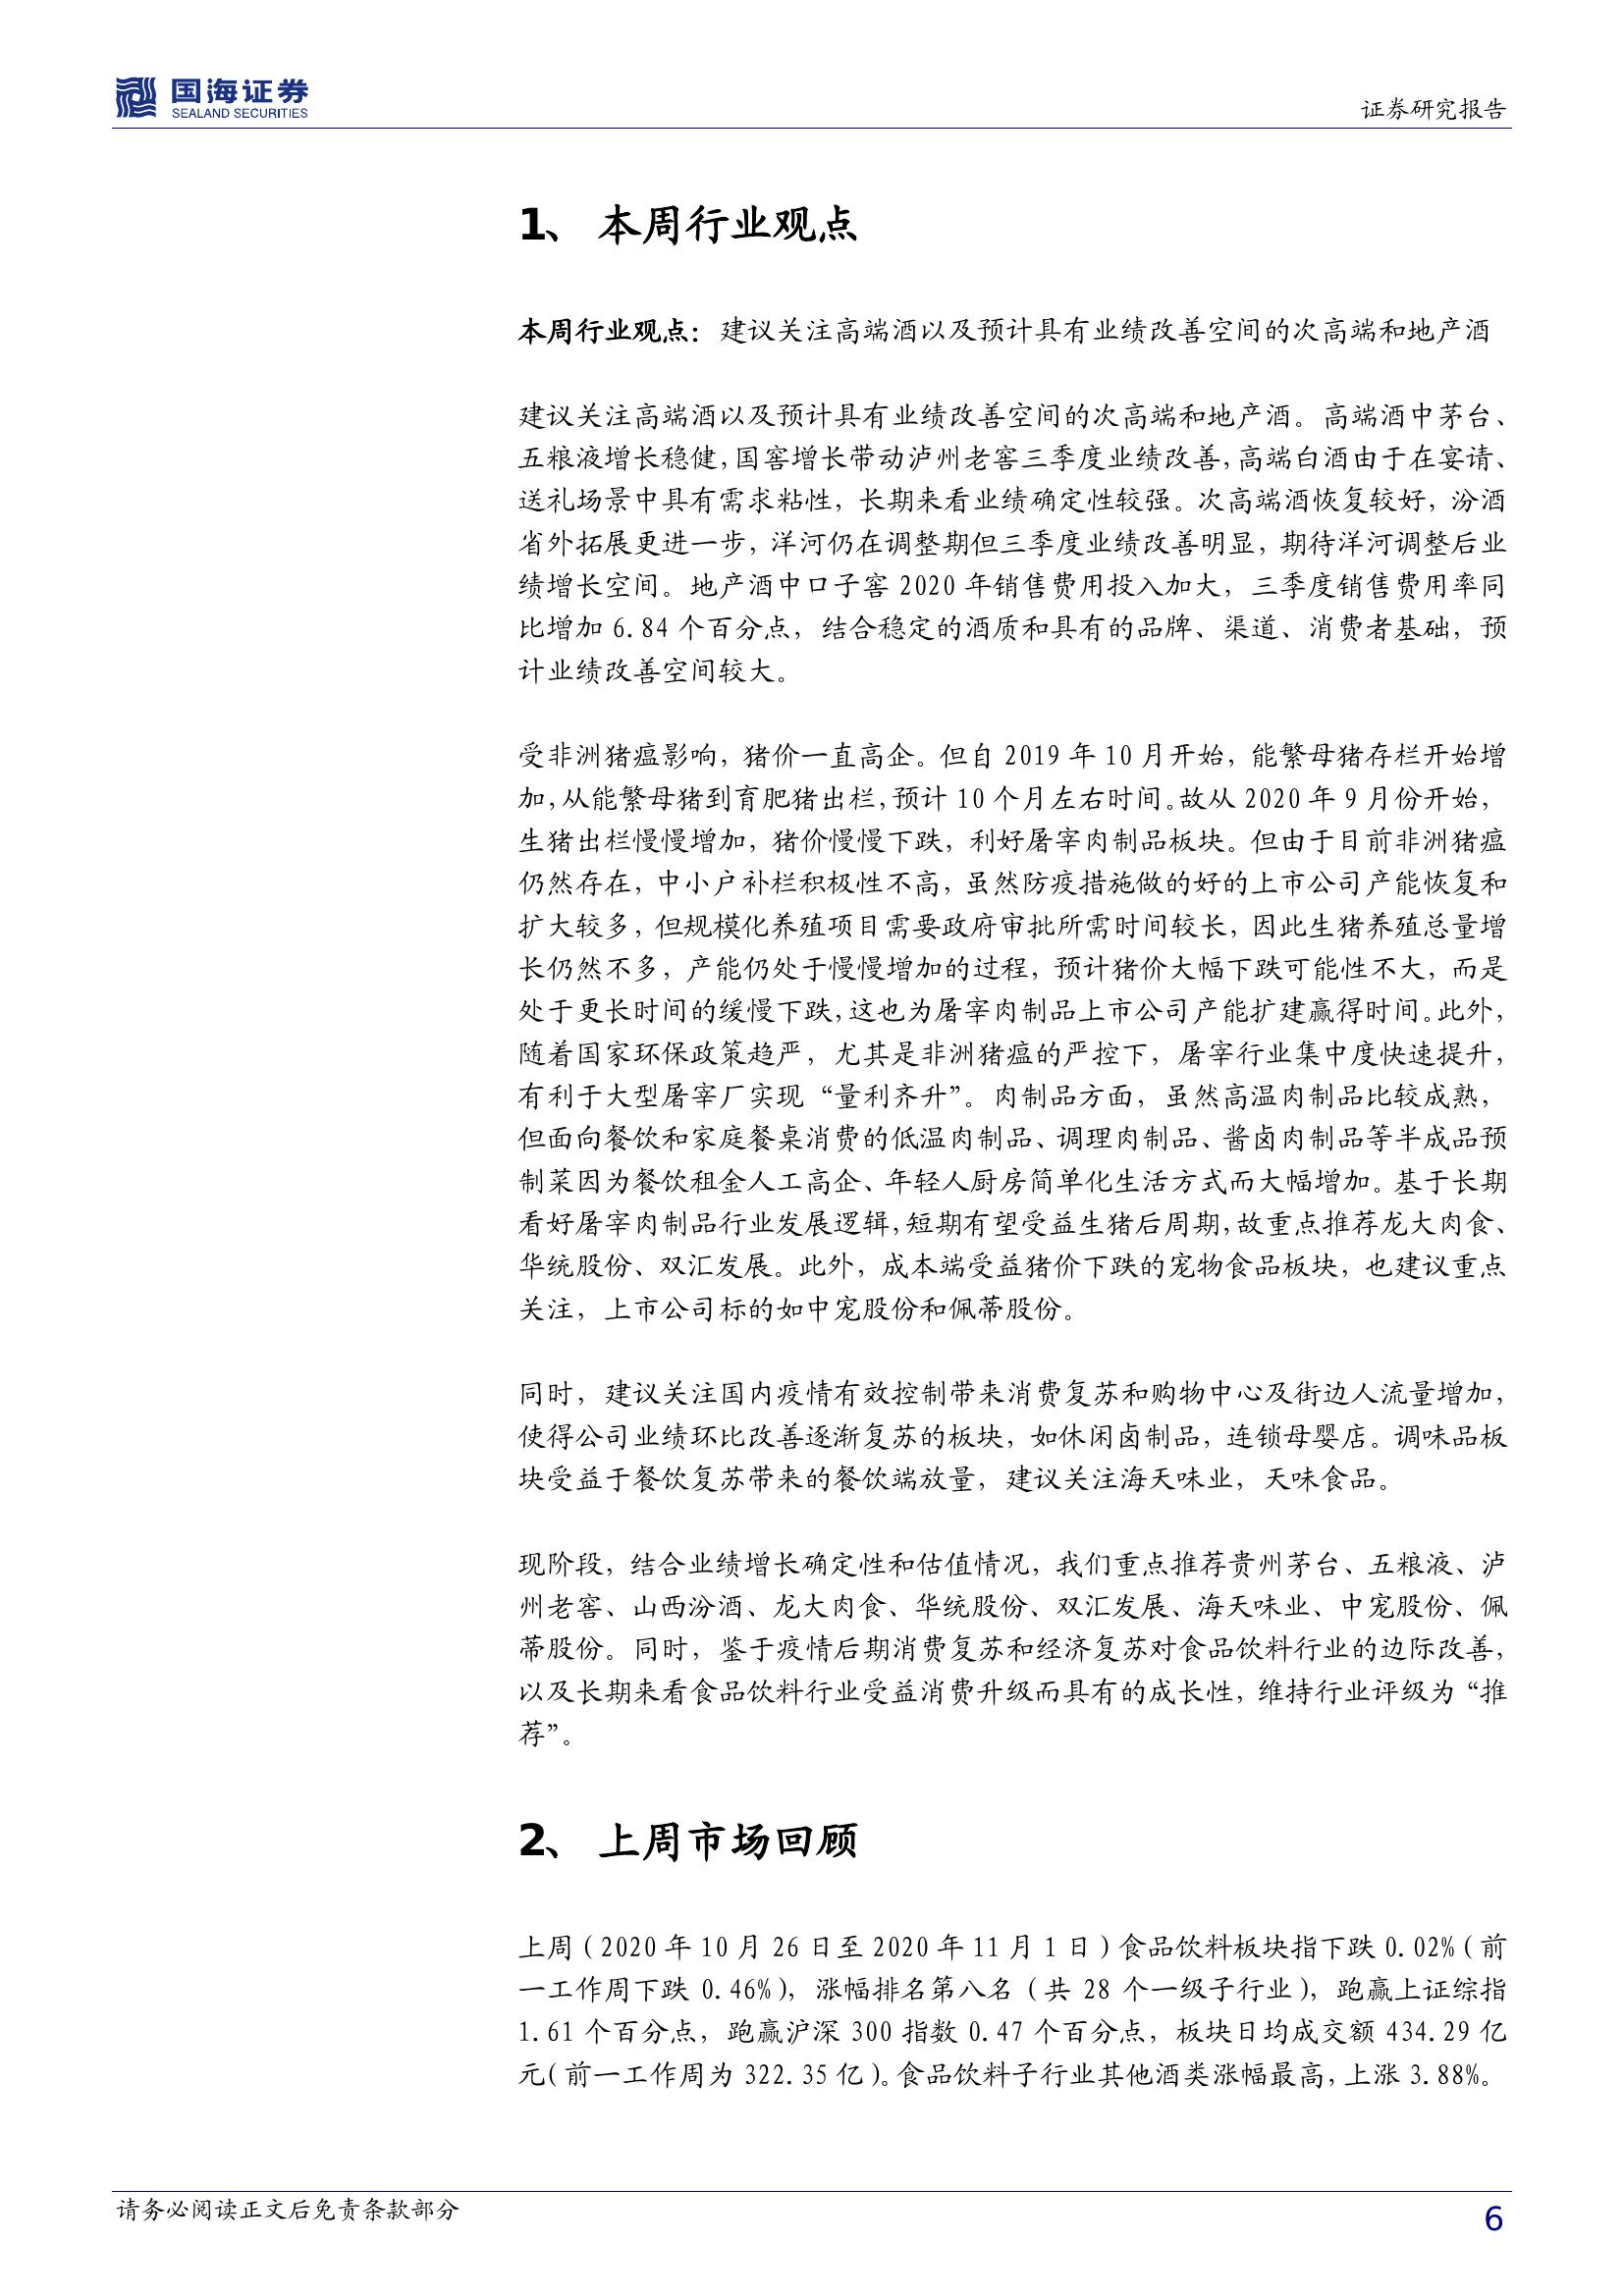 国海证券
SEALAND SECURITIES
证券研究报告
1、 本周行业观点
本周行业观点：建议关注高端酒以及预计具有业绩改善空间的次高端和地产酒
建议关注高端酒以及预计具有业绩改善空间的次高端和地产酒。高端酒中茅台、
五粮液增长稳健，国窖增长带动泸州老窖三季度业绩改善，高端白酒由于在宴请、
送礼场景中具有需求粘性，长期来看业绩确定性较强。次高端酒恢复较好，汾酒
省外拓展更进一步，洋河仍在调整期但三季度业绩改善明显，期待洋河调整后业
绩增长空间。地产酒中口子窖 2020 年销售费用投入加大，三季度销售费用率同
比增加 6.84 个百分点，结合稳定的酒质和具有的品牌、渠道、消费者基础，预
计业绩改善空间较大。
受非洲猪瘟影响，猪价一直高企。但自 2019 年 10 月开始，能繁母猪存栏开始增
加，从能繁母猪到育肥猪出栏，预计 10 个月左右时间。故从 2020 年 9 月份开始，
生猪出栏慢慢增加，猪价慢慢下跌，利好屠宰肉制品板块。但由于目前非洲猪瘟
仍然存在，中小户补栏积极性不高，虽然防疫措施做的好的上市公司产能恢复和
扩大较多，但规模化养殖项目需要政府审批所需时间较长，因此生猪养殖总量增
长仍然不多，产能仍处于慢慢增加的过程，预计猪价大幅下跌可能性不大，而是
处于更长时间的缓慢下跌，这也为屠宰肉制品上市公司产能扩建赢得时间。此外，
随着国家环保政策趋严，尤其是非洲猪瘟的严控下，屠宰行业集中度快速提升，
有利于大型屠宰厂实现“量利齐升”。肉制品方面，虽然高温肉制品比较成熟，
但面向餐饮和家庭餐桌消费的低温肉制品、调理肉制品、酱卤肉制品等半成品预
制菜因为餐饮租金人工高企、年轻人厨房简单化生活方式而大幅增加。基于长期
看好屠宰肉制品行业发展逻辑，短期有望受益生猪后周期，故重点推荐龙大肉食、
华统股份、双汇发展。此外，成本端受益猪价下跌的宠物食品板块，也建议重点
关注，上市公司标的如中宠股份和佩蒂股份。
同时，建议关注国内疫情有效控制带来消费复苏和购物中心及街边人流量增加，
使得公司业绩环比改善逐渐复苏的板块，如休闲卤制品，连锁母婴店。调味品板
块受益于餐饮复苏带来的餐饮端放量，建议关注海天味业，天味食品。
现阶段，结合业绩增长确定性和估值情况，我们重点推荐贵州茅台、五粮液、泸
州老窖、山西汾酒、龙大肉食、华统股份、双汇发展、海天味业、中宠股份、佩
蒂股份。同时，鉴于疫情后期消费复苏和经济复苏对食品饮料行业的边际改善，
以及长期来看食品饮料行业受益消费升级而具有的成长性，维持行业评级为“推
荐”。
2、 上周市场回顾
上周（2020 年 10 月 26 日至 2020 年 11 月 1 日）食品饮料板块指下跌 0.02%（前
一工作周下跌 0.46%），涨幅排名第八名（共 28 个一级子行业），跑赢上证综指
1.61 个百分点，跑赢沪深 300 指数 0.47 个百分点，板块日均成交额 434.29 亿
元（前一工作周为 322.35 亿）。食品饮料子行业其他酒类涨幅最高，上涨 3.88%。
请务必阅读正文后免责条款部分
6